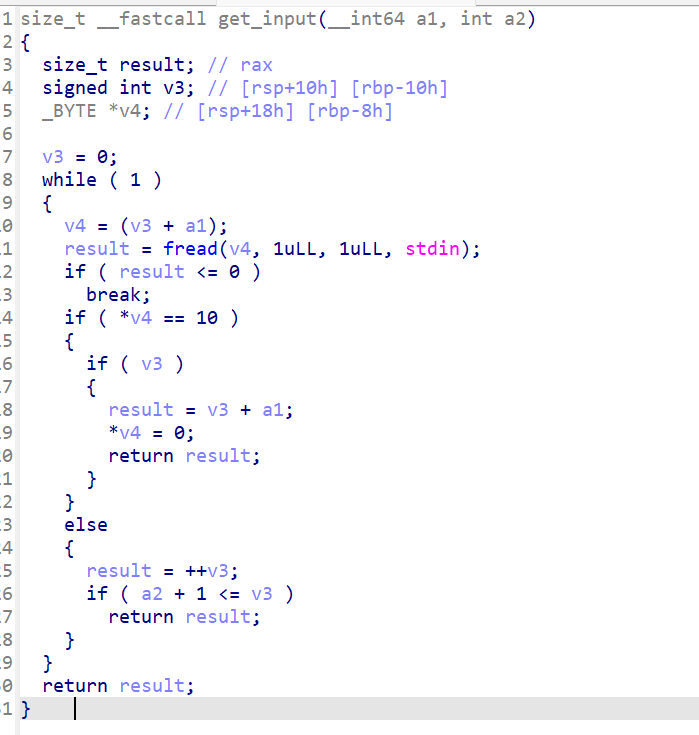 1 size_t __fastcall get_input(__int64 a1, int a2)
2 {
3   size_t result; // rax
4   signed int v3; // [rsp+10h] [rbp-10h]
5   _BYTE *v4; // [rsp+18h] [rbp-8h]
6
7   v3 = 0;
8   while ( 1 )
9   {
0     v4 = (v3 + a1);
1     result = fread(v4, 1uLL, 1uLL, stdin);
2     if ( result <= 0 )
3       break;
4     if ( *v4 == 10 )
5     {
6       if ( v3 )
7       {
8         result = v3 + a1;
9         *v4 = 0;
0         return result;
1       }
2     }
3     else
4     {
5       result = ++v3;
6       if ( a2 + 1 <= v3 )
7         return result;
8     }
9   }
0   return result;
1 }